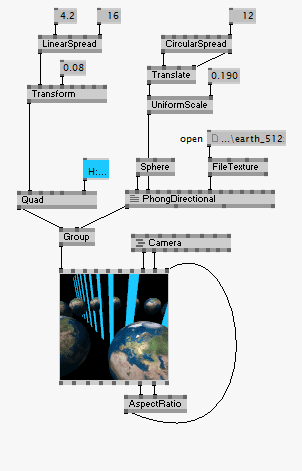 4.2 16 12
LinearSpread CircularSpread
0.08 Translate 0.190
Transform UniformScale
open ...\earth_512
H:... Sphere FileTexture
Quad PhongDirectional
Group Camera
AspectRatio